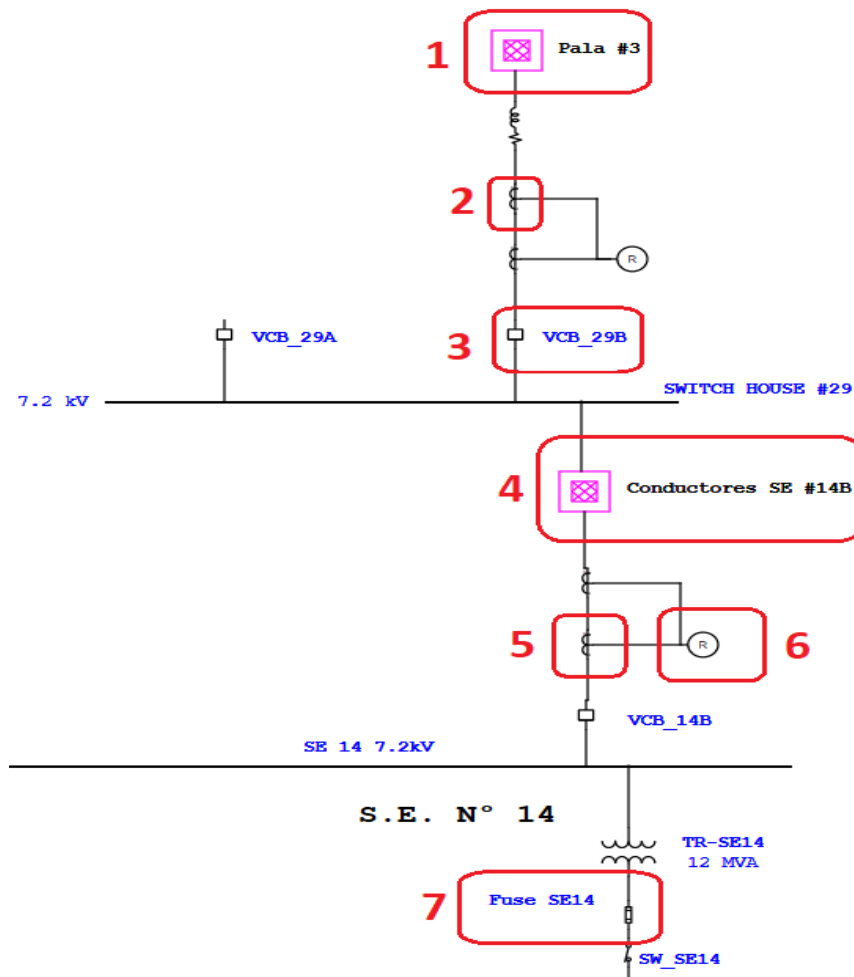 1
Pala #3
2
R
3
VCB_29A
VCB_29B
7.2 kV
SWITCH HOUSE #29
4
Conductores SE #14B
5
R
6
VCB_14B
SE 14 7.2kV
S.E. N° 14
TR-SE14
12 MVA
7
Fuse SE14
SW_SE14